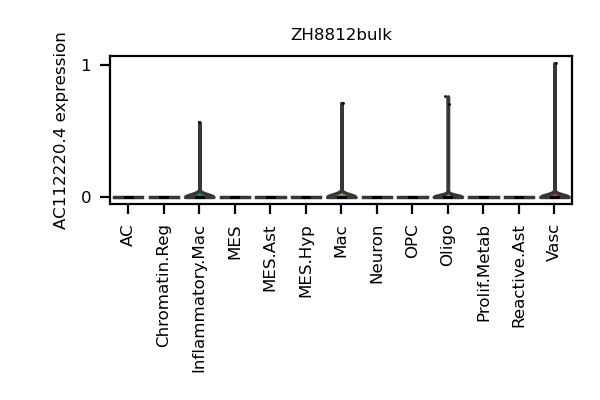 ZH8812bulk
AC112220.4 expression
1
0
AC
Chromatin.Reg
Inflammatory.Mac
MES
MES.Ast
MES.Hyp
Mac
Neuron
OPC
Oligo
Prolif.Metab
Reactive.Ast
Vasc